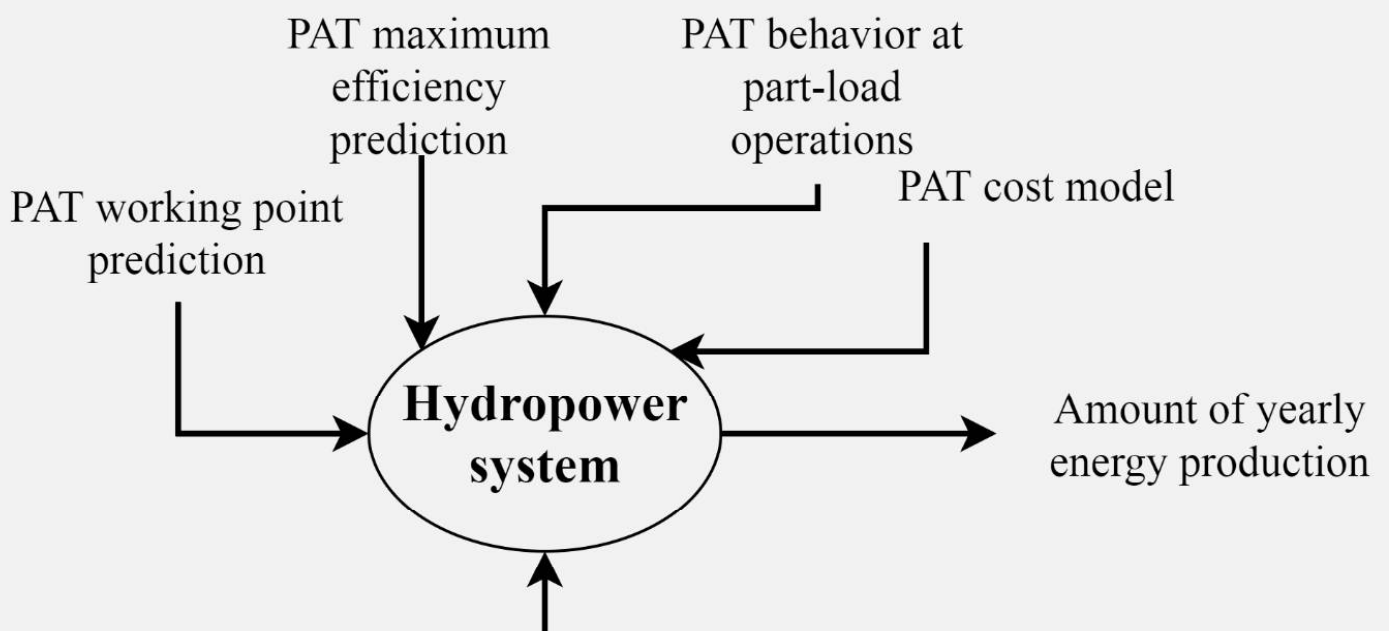 PAT maximum
efficiency
prediction
PAT behavior at
part-load
operations
PAT cost model
PAT working point
prediction
Hydropower
system
Amount of yearly
energy production